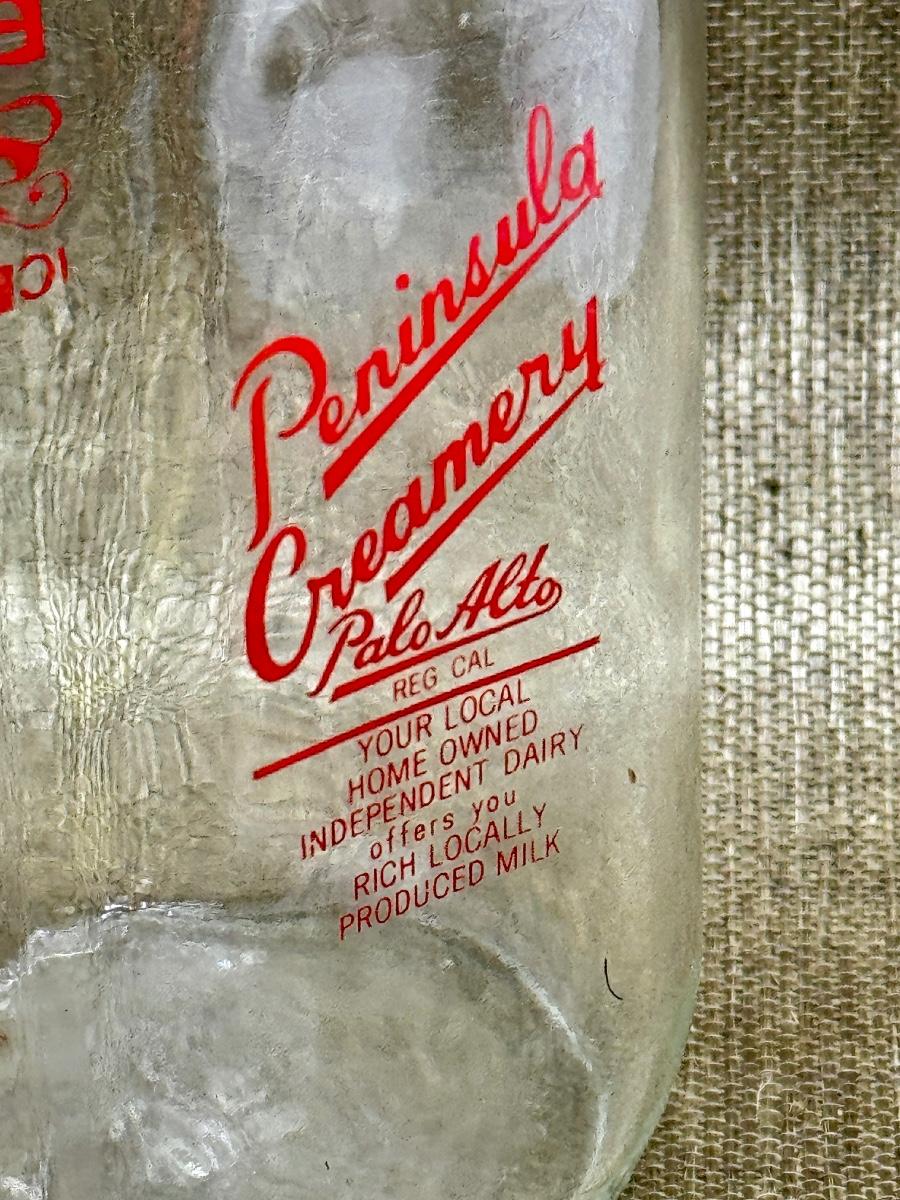 Peninsula
Creamery
Palo Alto
REG CAL
YOUR LOCAL
HOME OWNED
INDEPENDENT DAIRY
offers you
RICH LOCALLY
PRODUCED MILK